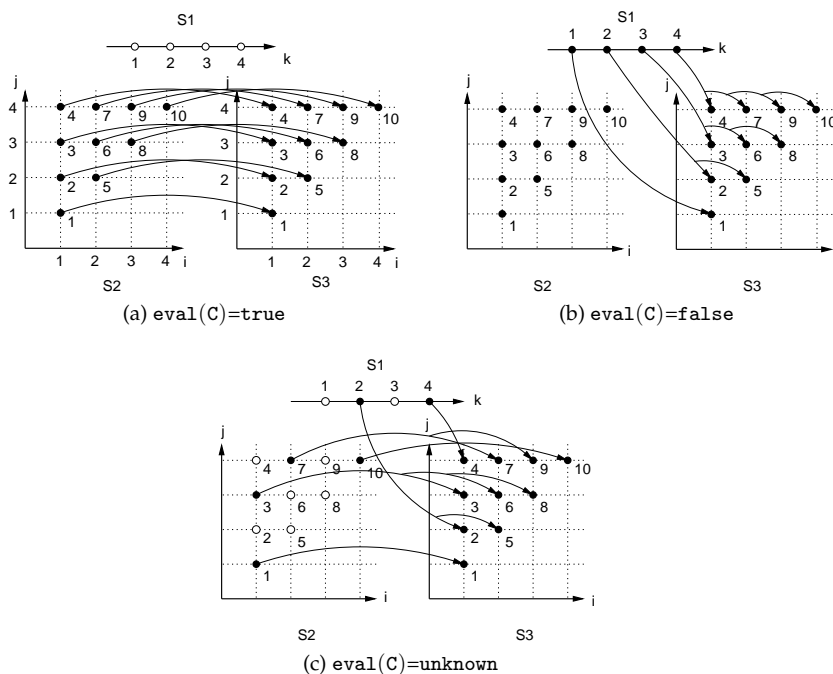 S1
1 2 3 4 k
j j
4 4 7 9 10 4 4 7 9 10
3 3 6 8 3 3 6 8
2 2 5 2 2 5
1 1 1 1
1 2 3 4 i 1 2 3 4 i
S2 S3
(a) eval(C)=true
S1
1 2 3 4
k
4 7 9 10 4 7 9 10
3 6 8 3 6 8
2 5 2 5
1 1
i
S2 S3
(b) eval(C)=false
S1
1 2 3 4
k
j j
4 7 9 10 4 7 9 10
3 6 8 3 6 8
2 5 2 5
1 1
i i
S2 S3
(c) eval(C)=unknown